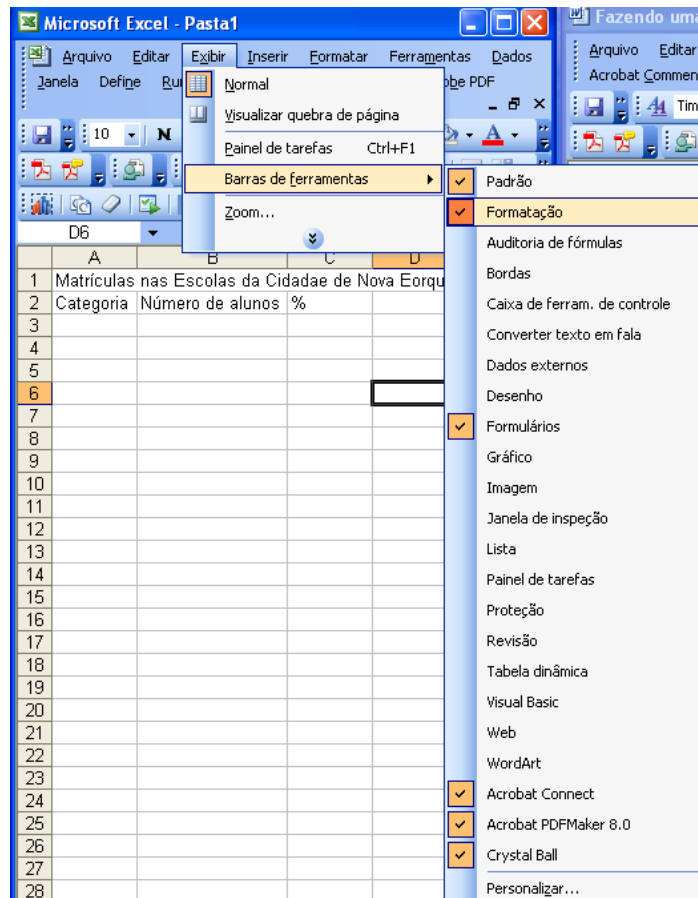 Microsoft Excel - Pasta1
Fazendo uma
Arquivo Editar Exibir Inserir Formatar Ferramentas Dados
Arquivo Editar
Janela Define Ru be PDF
Acrobat Commen
Normal
Visualizar quebra de página
10 N A
Tim
Painel de tarefas Ctrl+F1
Barras de ferramentas
Zoom...
D6
Padrão
Formatação
Auditoria de fórmulas
Bordas
Caixa de ferram. de controle
Converter texto em fala
Dados externos
Desenho
Formulários
Gráfico
Imagem
Janela de inspeção
Lista
Painel de tarefas
Proteção
Revisão
Tabela dinâmica
Visual Basic
Web
WordArt
Acrobat Connect
Acrobat PDFMaker 8.0
Crystal Ball
Personalizar...
A B C D
1 Matrículas nas Escolas da Cidadae de Nova Eorqu
2 Categoria Número de alunos %
3
4
5
6
7
8
9
10
11
12
13
14
15
16
17
18
19
20
21
22
23
24
25
26
27
28